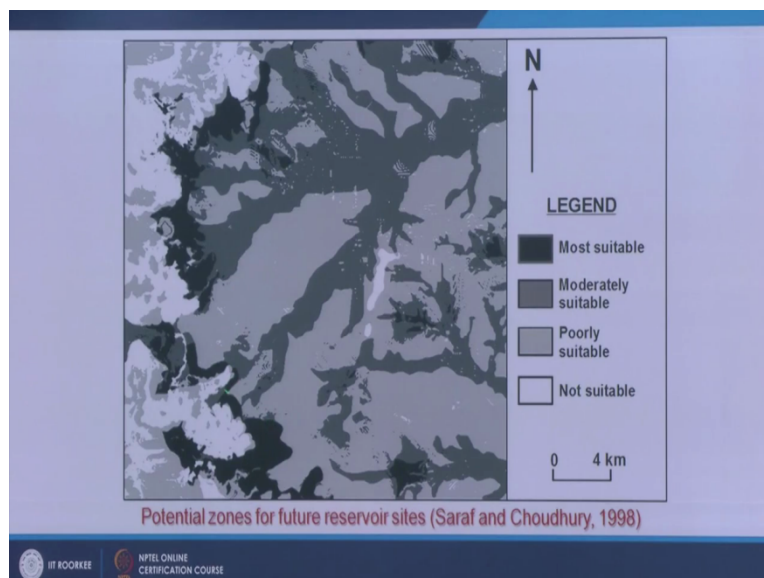 N
LEGEND
Most suitable
Moderately
suitable
Poorly
suitable
Not suitable
0 4 km
Potential zones for future reservoir sites (Saraf and Choudhury, 1998)
IIT ROORKEE
NPTEL ONLINE
CERTIFICATION COURSE